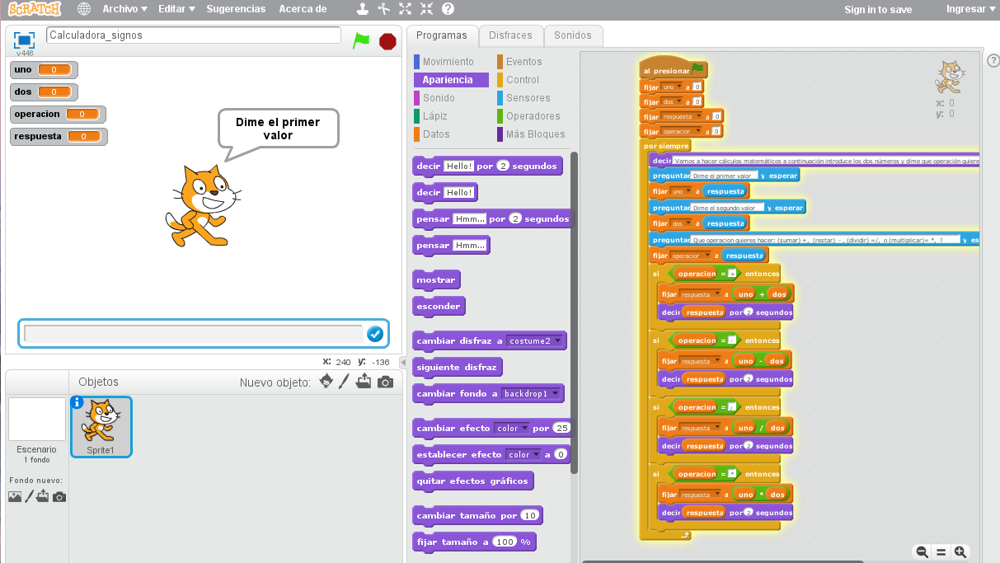 SCRATCH Archivo Editar Sugerencias Acerca de Sign in to save Ingresar
Calculadora_signos
v446
uno 0
dos 0
operacion 0
respuesta 0
Dime el primer
valor
x: 240 y: -136
Objetos Nuevo objeto:
Escenario
1 fondo
Fondo nuevo:
Sprite1
Programas Disfraces Sonidos
Movimiento Eventos
Apariencia Control
Sonido Sensores
Lápiz Operadores
Datos Más Bloques
decir Hello! por 2 segundos
decir Hello!
pensar Hmm... por 2 segundos
pensar Hmm...
mostrar
esconder
cambiar disfraz a costume2
siguiente disfraz
cambiar fondo a backdrop1
cambiar efecto color por 25
establecer efecto color a 0
quitar efectos gráficos
cambiar tamaño por 10
fijar tamaño a 100 %
al presionar
fijar uno a 0
fijar dos a 0
fijar respuesta a 0
fijar operacior a 0
por siempre
decir Vamos a hacer cálculos matemáticos a continuación introduce los dos números y dime que operación quiere
preguntar Dime el primer valor y esperar
fijar uno a respuesta
preguntar Dime el segundo valor y esperar
fijar dos a respuesta
preguntar Que operacion quieres hacer: (sumar) +, (restar) - , (dividir) =/, o (multiplicar)= *, ? y es
fijar operacior a respuesta
si operacion = + entonces
fijar respuesta a uno + dos
decir respuesta por 2 segundos
si operacion = - entonces
fijar respuesta a uno - dos
decir respuesta por 2 segundos
si operacion = / entonces
fijar respuesta a uno / dos
decir respuesta por 2 segundos
si operacion = * entonces
fijar respuesta a uno * dos
decir respuesta por 2 segundos
x: 0
y: 0